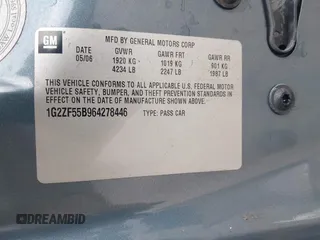 GM
MFD BY GENERAL MOTORS CORP
DATE GVWR GAWR FRT GAWR RR
05/06 1920 KG 1019 KG 901 KG
4234 LB 2247 LB 1987 LB
THIS VEHICLE CONFORMS TO ALL APPLICABLE U.S. FEDERAL MOTOR
VEHICLE SAFETY, BUMPER, AND THEFT PREVENTION STANDARDS IN
EFFECT ON THE DATE OF MANUFACTURE SHOWN ABOVE.
1G2ZF55B964278446 TYPE: PASS CAR
DREAMBID